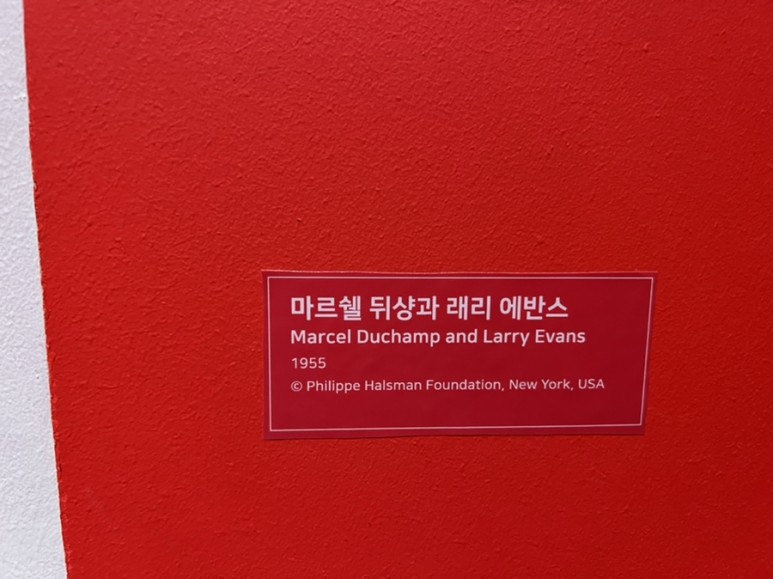 마르쉘 뒤샹과 래리 에반스
Marcel Duchamp and Larry Evans
1955
© Philippe Halsman Foundation, New York, USA